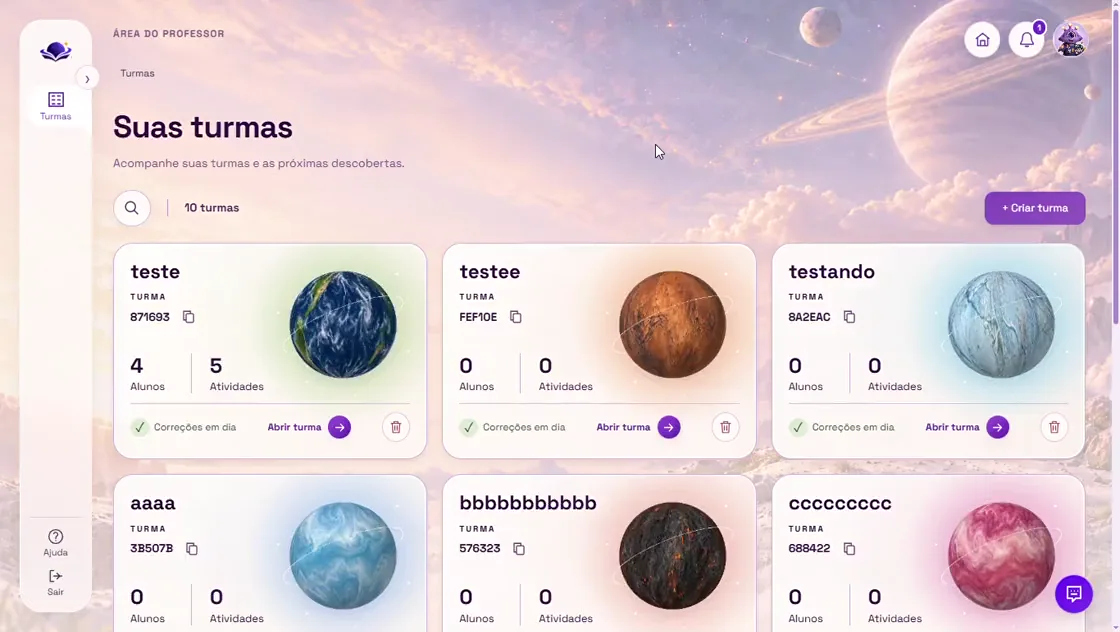 ÁREA DO PROFESSOR
1
Turmas
Turmas
Suas turmas
Acompanhe suas turmas e as próximas descobertas.
10 turmas
+ Criar turma
teste
TURMA
871693
4
Alunos
5
Atividades
Correções em dia
Abrir turma
testee
TURMA
FEF10E
0
Alunos
0
Atividades
Correções em dia
Abrir turma
testando
TURMA
8A2EAC
0
Alunos
0
Atividades
Correções em dia
Abrir turma
aaaa
TURMA
3B507B
0
Alunos
0
Atividades
bbbbbbbbbbb
TURMA
576323
0
Alunos
0
Atividades
ccccccccc
TURMA
688422
0
Alunos
0
Atividades
Ajuda
Sair